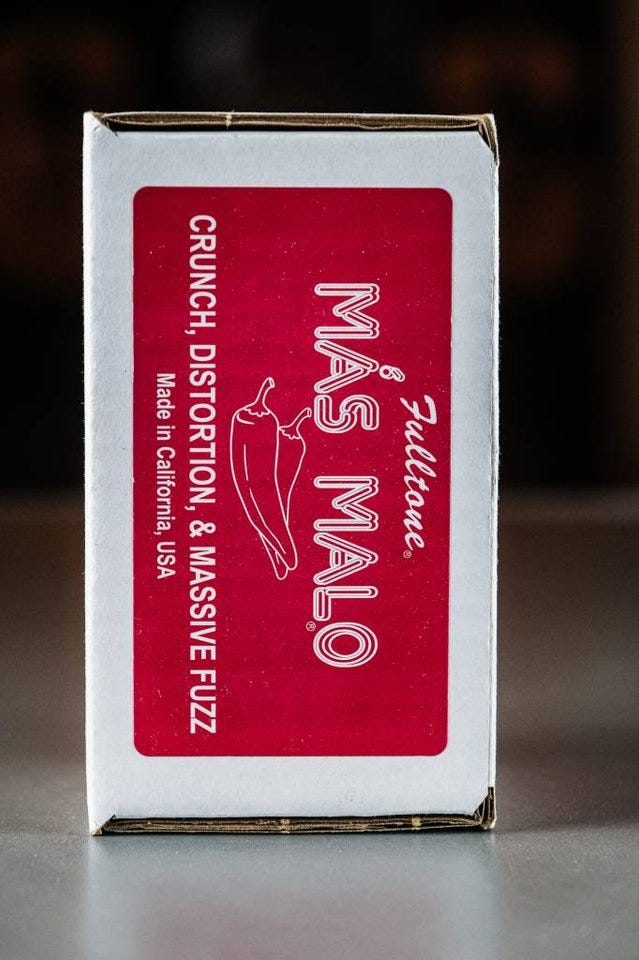 Fulltone®
MÁS MALO®
CRUNCH, DISTORTION, & MASSIVE FUZZ
Made in California, USA